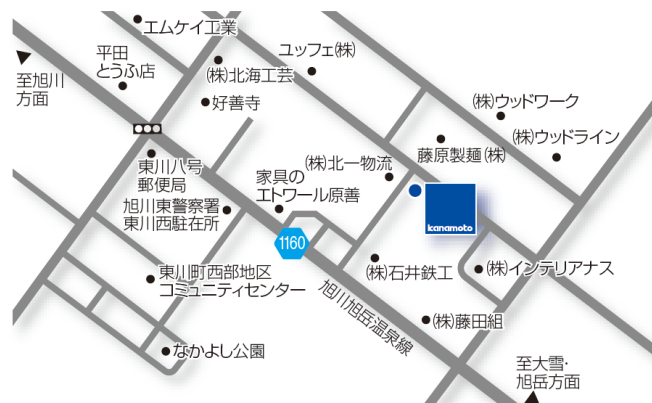 エムケイ工業
平田
とうふ店
ユッフェ(株)
(株)北海工芸
至旭川
方面
好善寺
(株)ウッドワーク
(株)ウッドライン
藤原製麺(株)
東川八号
郵便局
(株)北一物流
家具の
エトワール原善
旭川東警察署
東川西駐在所
kanamoto
1160
(株)石井鉄工
(株)インテリアナス
東川町西部地区
コミュニティセンター
旭川旭岳温泉線
(株)藤田組
なかよし公園
至大雪・
旭岳方面